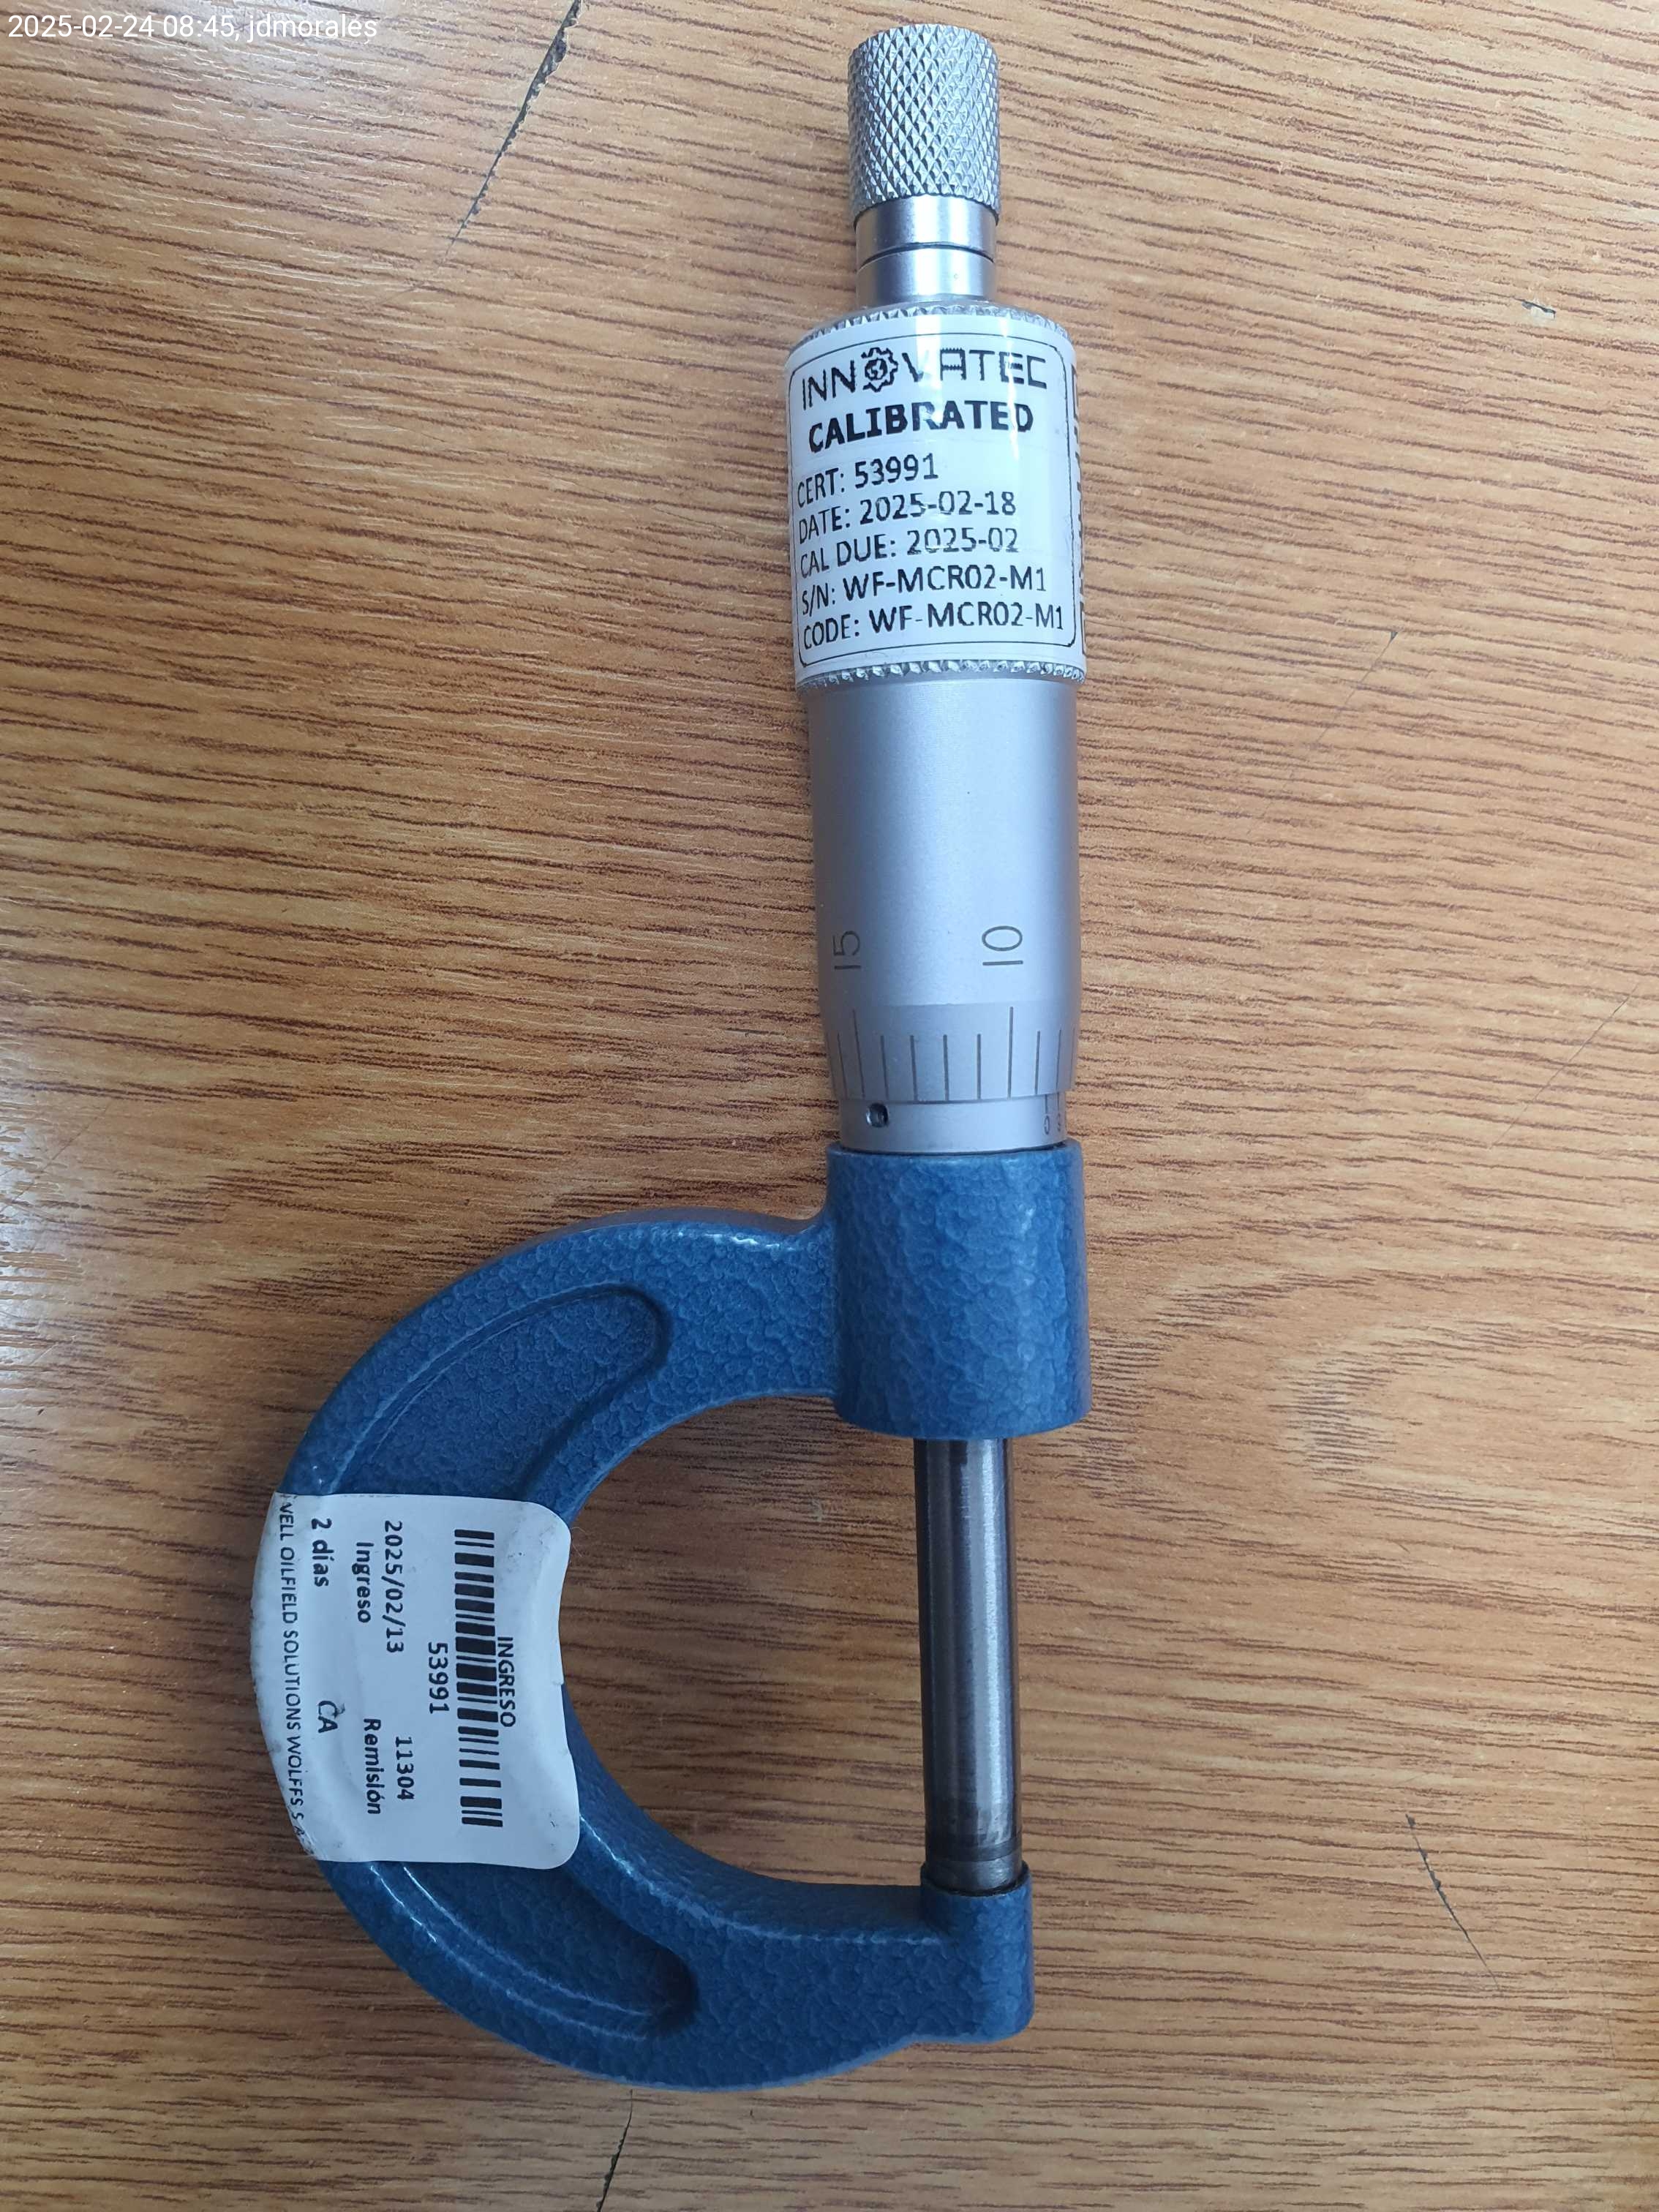 2025-02-24 08:45, jdmorales
INNOVATEC
CALIBRATED
CERT: 53991
DATE: 2025-02-18
CAL DUE: 2025-02
S/N: WF-MCR02-M1
CODE: WF-MCR02-M1
15 10
0
INGRESO
53991
2025/02/13 11304
Ingreso Remisión
2 días CA
WELL OILFIELD SOLUTIONS WOLFFS S.A.